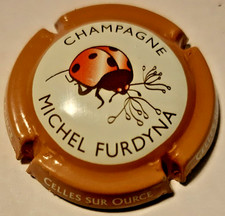 CHAMPAGNE
MICHEL FURDYNA
CELLES SUR OURCE